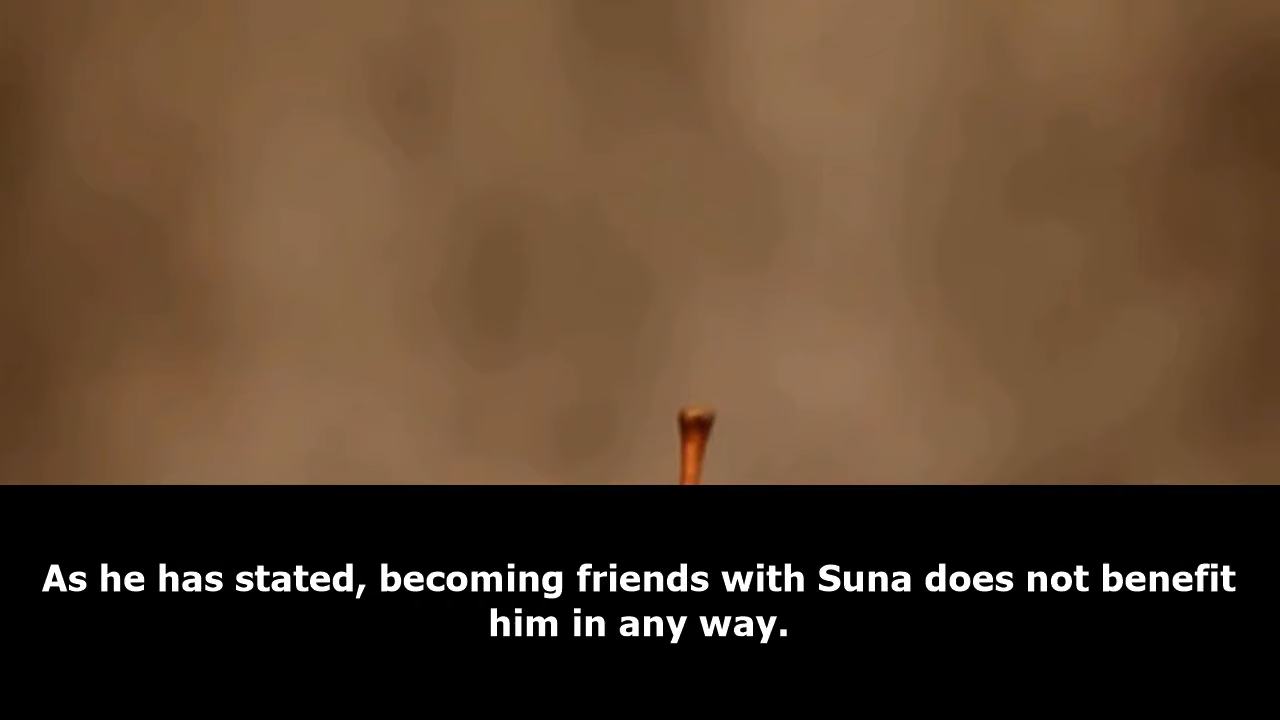 As he has stated, becoming friends with Suna does not benefit
him in any way.